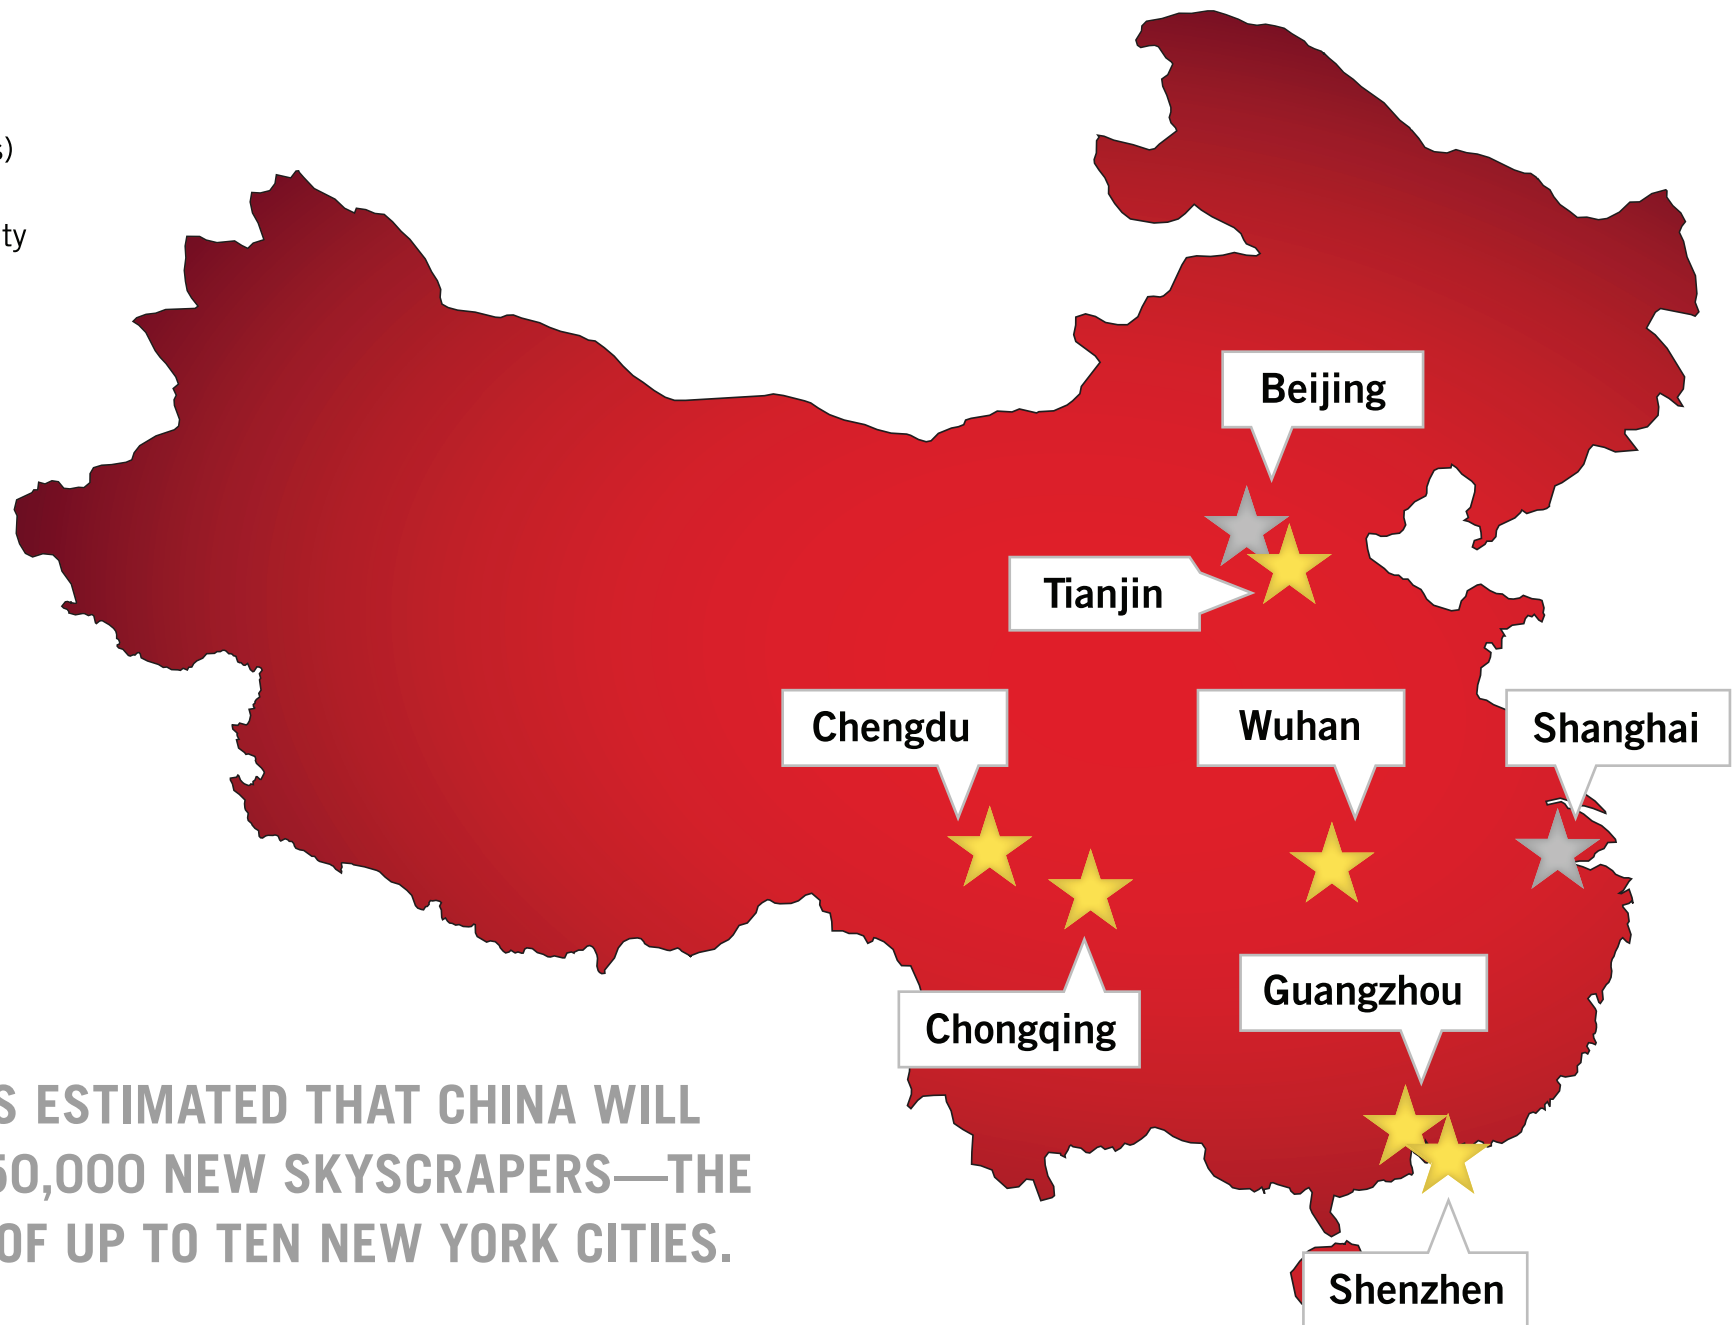 s)
ty
Beijing
Tianjin
Chengdu
Wuhan
Shanghai
Guangzhou
Chongqing
S ESTIMATED THAT CHINA WILL
50,000 NEW SKYSCRAPERS—THE
OF UP TO TEN NEW YORK CITIES.
Shenzhen